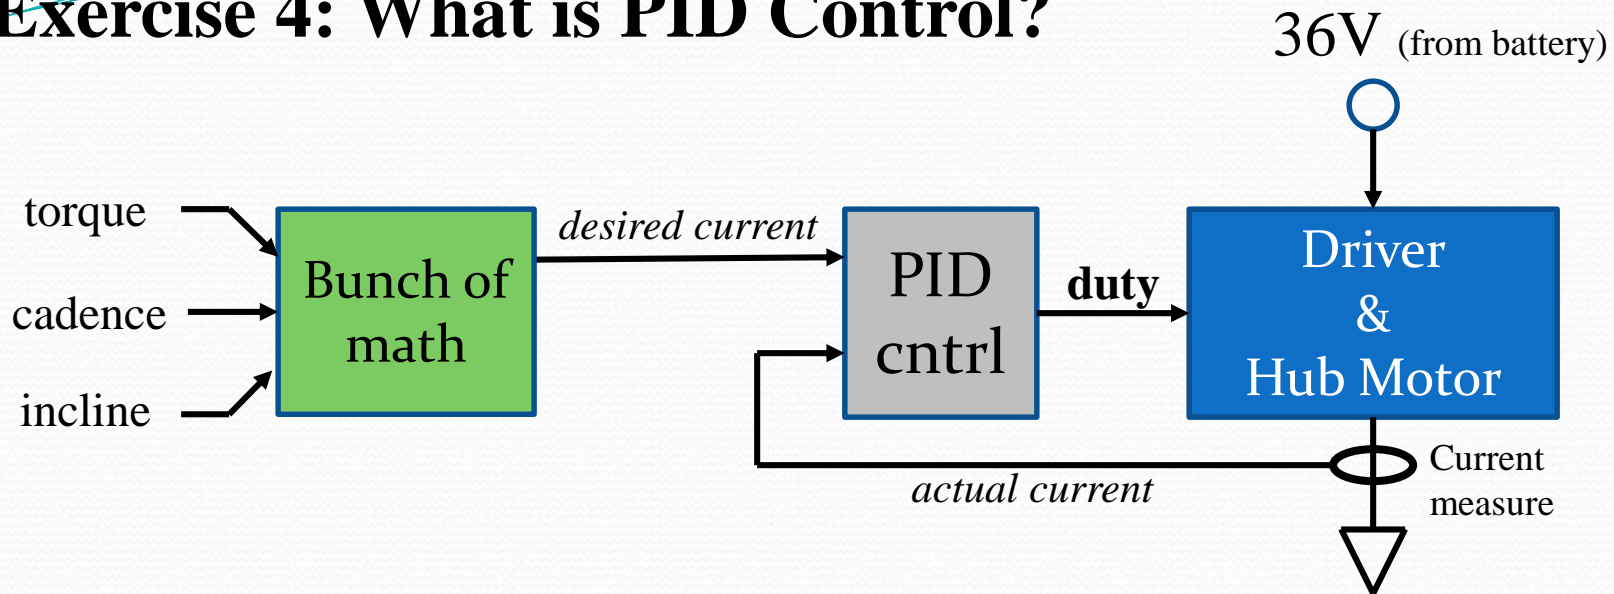 Exercise 4: What is PID Control?
36V (from battery)
torque
cadence
incline
Bunch of
math
desired current
PID
cntrl
duty
Driver
&
Hub Motor
actual current
Current
measure